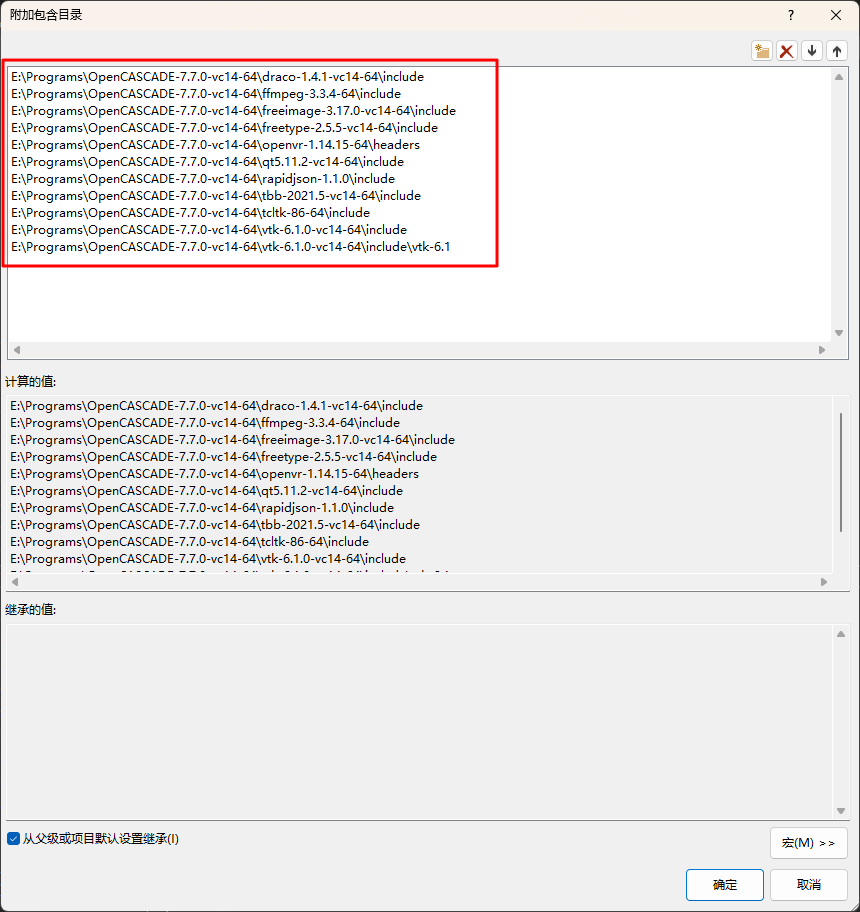 附加包含目录
?
E:\Programs\OpenCASCADE-7.7.0-vc14-64\draco-1.4.1-vc14-64\include
E:\Programs\OpenCASCADE-7.7.0-vc14-64\ffmpeg-3.3.4-64\include
E:\Programs\OpenCASCADE-7.7.0-vc14-64\freeimage-3.17.0-vc14-64\include
E:\Programs\OpenCASCADE-7.7.0-vc14-64\freetype-2.5.5-vc14-64\include
E:\Programs\OpenCASCADE-7.7.0-vc14-64\openvr-1.14.15-64\headers
E:\Programs\OpenCASCADE-7.7.0-vc14-64\qt5.11.2-vc14-64\include
E:\Programs\OpenCASCADE-7.7.0-vc14-64\rapidjson-1.1.0\include
E:\Programs\OpenCASCADE-7.7.0-vc14-64\tbb-2021.5-vc14-64\include
E:\Programs\OpenCASCADE-7.7.0-vc14-64\tcltk-86-64\include
E:\Programs\OpenCASCADE-7.7.0-vc14-64\vtk-6.1.0-vc14-64\include
E:\Programs\OpenCASCADE-7.7.0-vc14-64\vtk-6.1.0-vc14-64\include\vtk-6.1
计算的值:
E:\Programs\OpenCASCADE-7.7.0-vc14-64\draco-1.4.1-vc14-64\include
E:\Programs\OpenCASCADE-7.7.0-vc14-64\ffmpeg-3.3.4-64\include
E:\Programs\OpenCASCADE-7.7.0-vc14-64\freeimage-3.17.0-vc14-64\include
E:\Programs\OpenCASCADE-7.7.0-vc14-64\freetype-2.5.5-vc14-64\include
E:\Programs\OpenCASCADE-7.7.0-vc14-64\openvr-1.14.15-64\headers
E:\Programs\OpenCASCADE-7.7.0-vc14-64\qt5.11.2-vc14-64\include
E:\Programs\OpenCASCADE-7.7.0-vc14-64\rapidjson-1.1.0\include
E:\Programs\OpenCASCADE-7.7.0-vc14-64\tbb-2021.5-vc14-64\include
E:\Programs\OpenCASCADE-7.7.0-vc14-64\tcltk-86-64\include
E:\Programs\OpenCASCADE-7.7.0-vc14-64\vtk-6.1.0-vc14-64\include
继承的值:
从父级或项目默认设置继承(I)
宏(M) >>
确定
取消